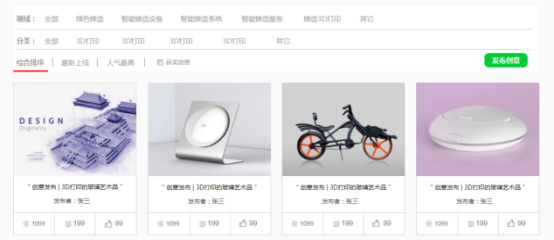 领域： 全部 绿色铸造 智能铸造设备 智能铸造系统 智能铸造服务 铸造3D打印 其它
分类： 全部 3D打印 3D打印 3D打印 3D打印 其它
综合排序 | 最新上线 | 人气最高 | 获奖创意 发布创意
DESIGN
Originality
" 创意发布 | 3D打印的玻璃艺术品 " " 创意发布 | 3D打印的玻璃艺术品 " " 创意发布 | 3D打印的玻璃艺术品 " " 创意发布 | 3D打印的玻璃艺术品 "
发布者：张三 发布者：张三 发布者：张三 发布者：张三
1099 199 99 1099 199 99 1099 199 99 1099 199 99